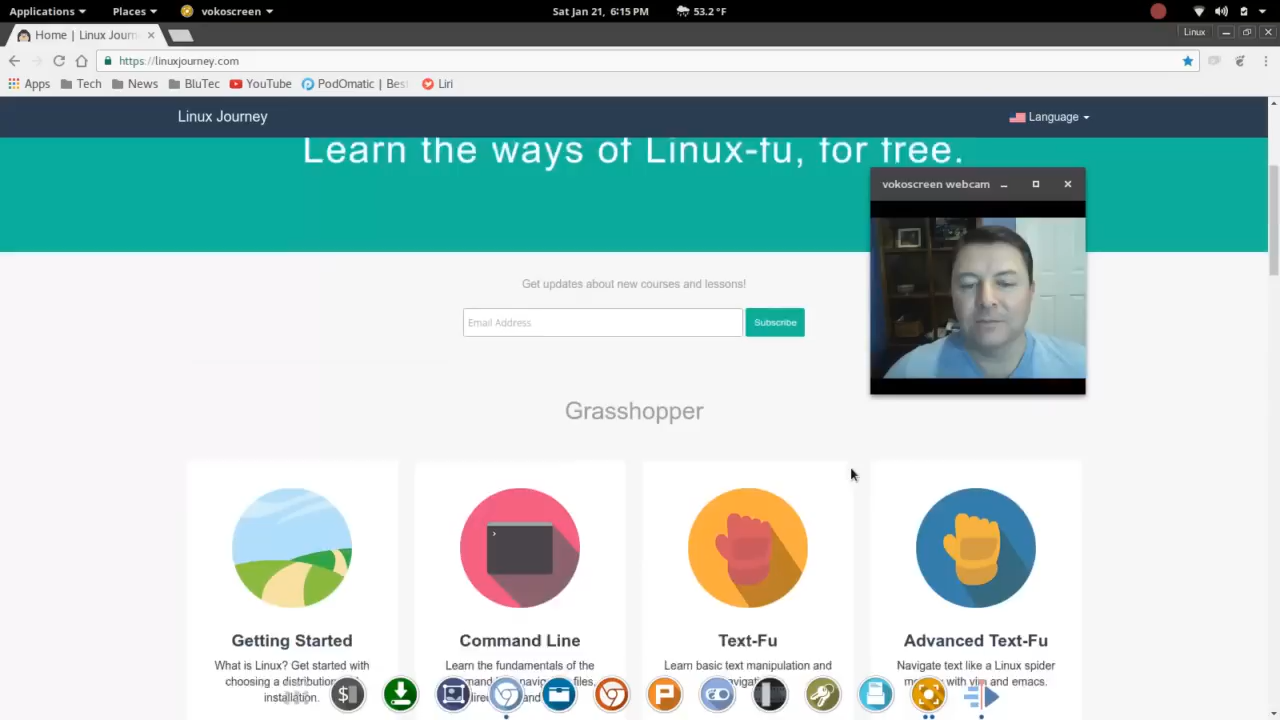 Applications Places vokoscreen Sat Jan 21, 6:15 PM 53.2 °F
Home | Linux Journ
Linux
https://linuxjourney.com
Apps Tech News BluTec YouTube PodOmatic | Bes Liri
Linux Journey Language
Learn the ways of Linux-fu, for free.
vokoscreen webcam
Get updates about new courses and lessons!
Email Address Subscribe
Grasshopper
Getting Started Command Line Text-Fu Advanced Text-Fu
What is Linux? Get started with Learn the fundamentals of the Learn basic text manipulation and Navigate text like a Linux spider
choosing a distribution files. with vim and emacs.
installation.